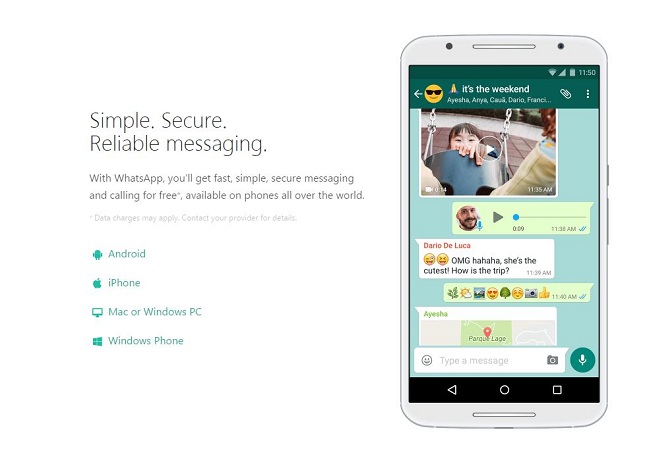 Simple. Secure.
Reliable messaging.
With WhatsApp, you'll get fast, simple, secure messaging
and calling for free*, available on phones all over the world.
* Data charges may apply. Contact your provider for details.
Android
iPhone
Mac or Windows PC
Windows Phone
11:50
🙏 it's the weekend
Ayesha, Anya, Cauã, Dario, Franci...
0:14
11:35 AM
0:09
11:38 AM
Dario De Luca
😜😆 OMG hahaha, she's the
cutest! How is the trip?
11:39 AM
11:40 AM
Ayesha
Parque Lage
Type a message